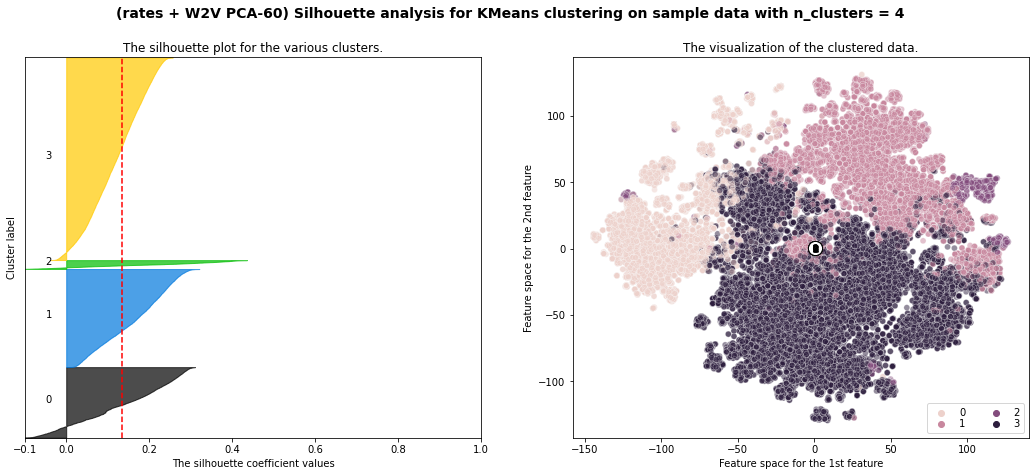 (rates + W2V PCA-60) Silhouette analysis for KMeans clustering on sample data with n_clusters = 4
The silhouette plot for the various clusters.
Cluster label
3
2
1
0
−0.1 0.0 0.2 0.4 0.6 0.8 1.0
The silhouette coefficient values
The visualization of the clustered data.
Feature space for the 2nd feature
100
50
0
−50
−100
−150 −100 −50 0 50 100
Feature space for the 1st feature
0 2
1 3